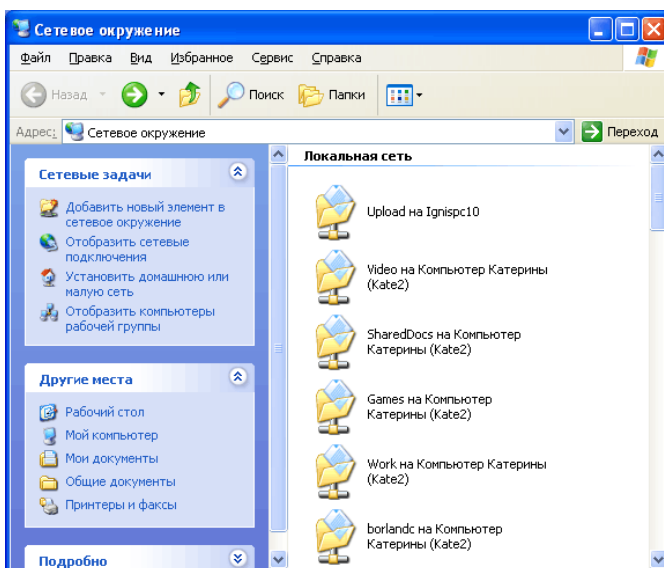 Сетевое окружение
Файл Правка Вид Избранное Сервис Справка
Назад Поиск Папки
Адрес: Сетевое окружение Переход
Сетевые задачи
Добавить новый элемент в
сетевое окружение
Отобразить сетевые
подключения
Установить домашнюю или
малую сеть
Отобразить компьютеры
рабочей группы
Другие места
Рабочий стол
Мой компьютер
Мои документы
Общие документы
Принтеры и факсы
Подробно
Локальная сеть
Upload на Ignispc10
Video на Компьютер Катерины
(Kate2)
SharedDocs на Компьютер
Катерины (Kate2)
Games на Компьютер
Катерины (Kate2)
Work на Компьютер Катерины
(Kate2)
borlandc на Компьютер
Катерины (Kate2)